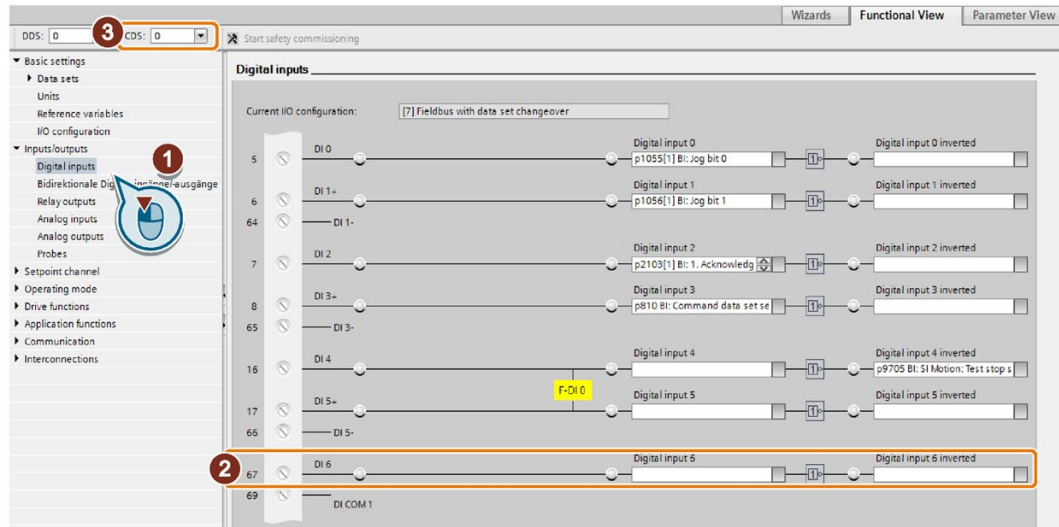 Wizards Functional View Parameter View
DDS: 0 3 CDS: 0 Start safety commissioning
Basic settings
Data sets
Units
Reference variables
I/O configuration
Inputs/outputs
Digital inputs
1
Relay outputs
Analog inputs
Analog outputs
Probes
Setpoint channel
Operating mode
Drive functions
Application functions
Communication
Interconnections
Digital inputs
Current I/O configuration: [7] Fieldbus with data set changeover
Digital input 0 Digital input 0 inverted
5 DI 0 p1055[1] BI: Jog bit 0 1
Digital input 1 Digital input 1 inverted
6 DI 1+ p1056[1] BI: Jog bit 1 1
64 DI 1-
Digital input 2 Digital input 2 inverted
7 DI 2 p2103[1] BI: 1. Acknowledg 1
Digital input 3 Digital input 3 inverted
8 DI 3+ p810 BI: Command data set se 1
65 DI 3-
Digital input 4 Digital input 4 inverted
16 DI 4 1 p9705 BI: SI Motion: Test stop s
F-DI 0
Digital input 5 Digital input 5 inverted
17 DI 5+ 1
66 DI 5-
Digital input 6 Digital input 6 inverted
2 67 DI 6 1
69 DI COM 1